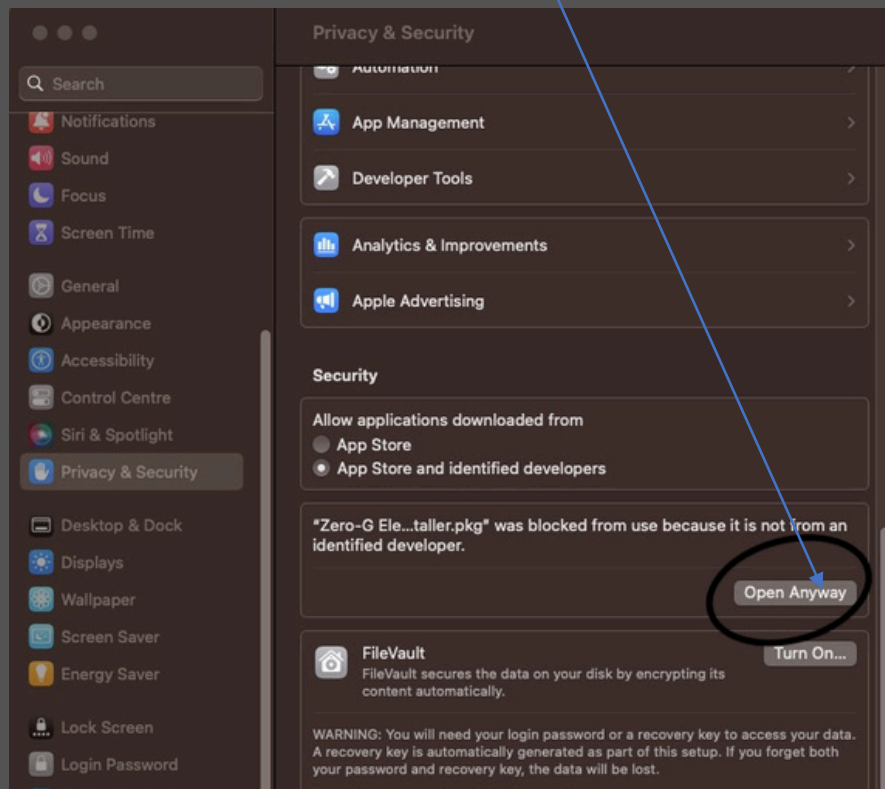 Privacy & Security
Search
Notifications
Sound
Focus
Screen Time
General
Appearance
Accessibility
Control Centre
Siri & Spotlight
Privacy & Security
Desktop & Dock
Displays
Wallpaper
Screen Saver
Energy Saver
Lock Screen
Login Password
Automation
App Management
Developer Tools
Analytics & Improvements
Apple Advertising
Security
Allow applications downloaded from
App Store
App Store and identified developers
“Zero-G Ele...taller.pkg” was blocked from use because it is not from an
identified developer.
Open Anyway
FileVault
Turn On...
FileVault secures the data on your disk by encrypting its
content automatically.
WARNING: You will need your login password or a recovery key to access your data.
A recovery key is automatically generated as part of this setup. If you forget both
your password and recovery key, the data will be lost.